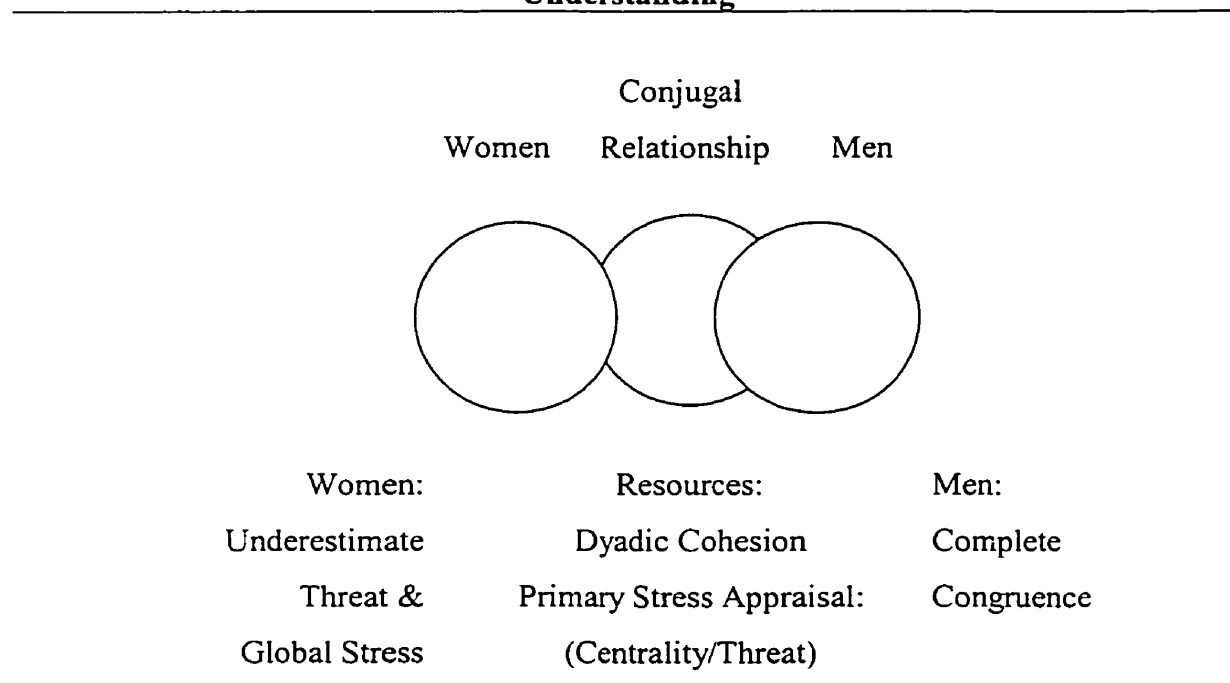 Understanding
Conjugal
Women Relationship Men
Women: Resources: Men:
Underestimate Dyadic Cohesion Complete
Threat & Primary Stress Appraisal: Congruence
Global Stress (Centrality/Threat)